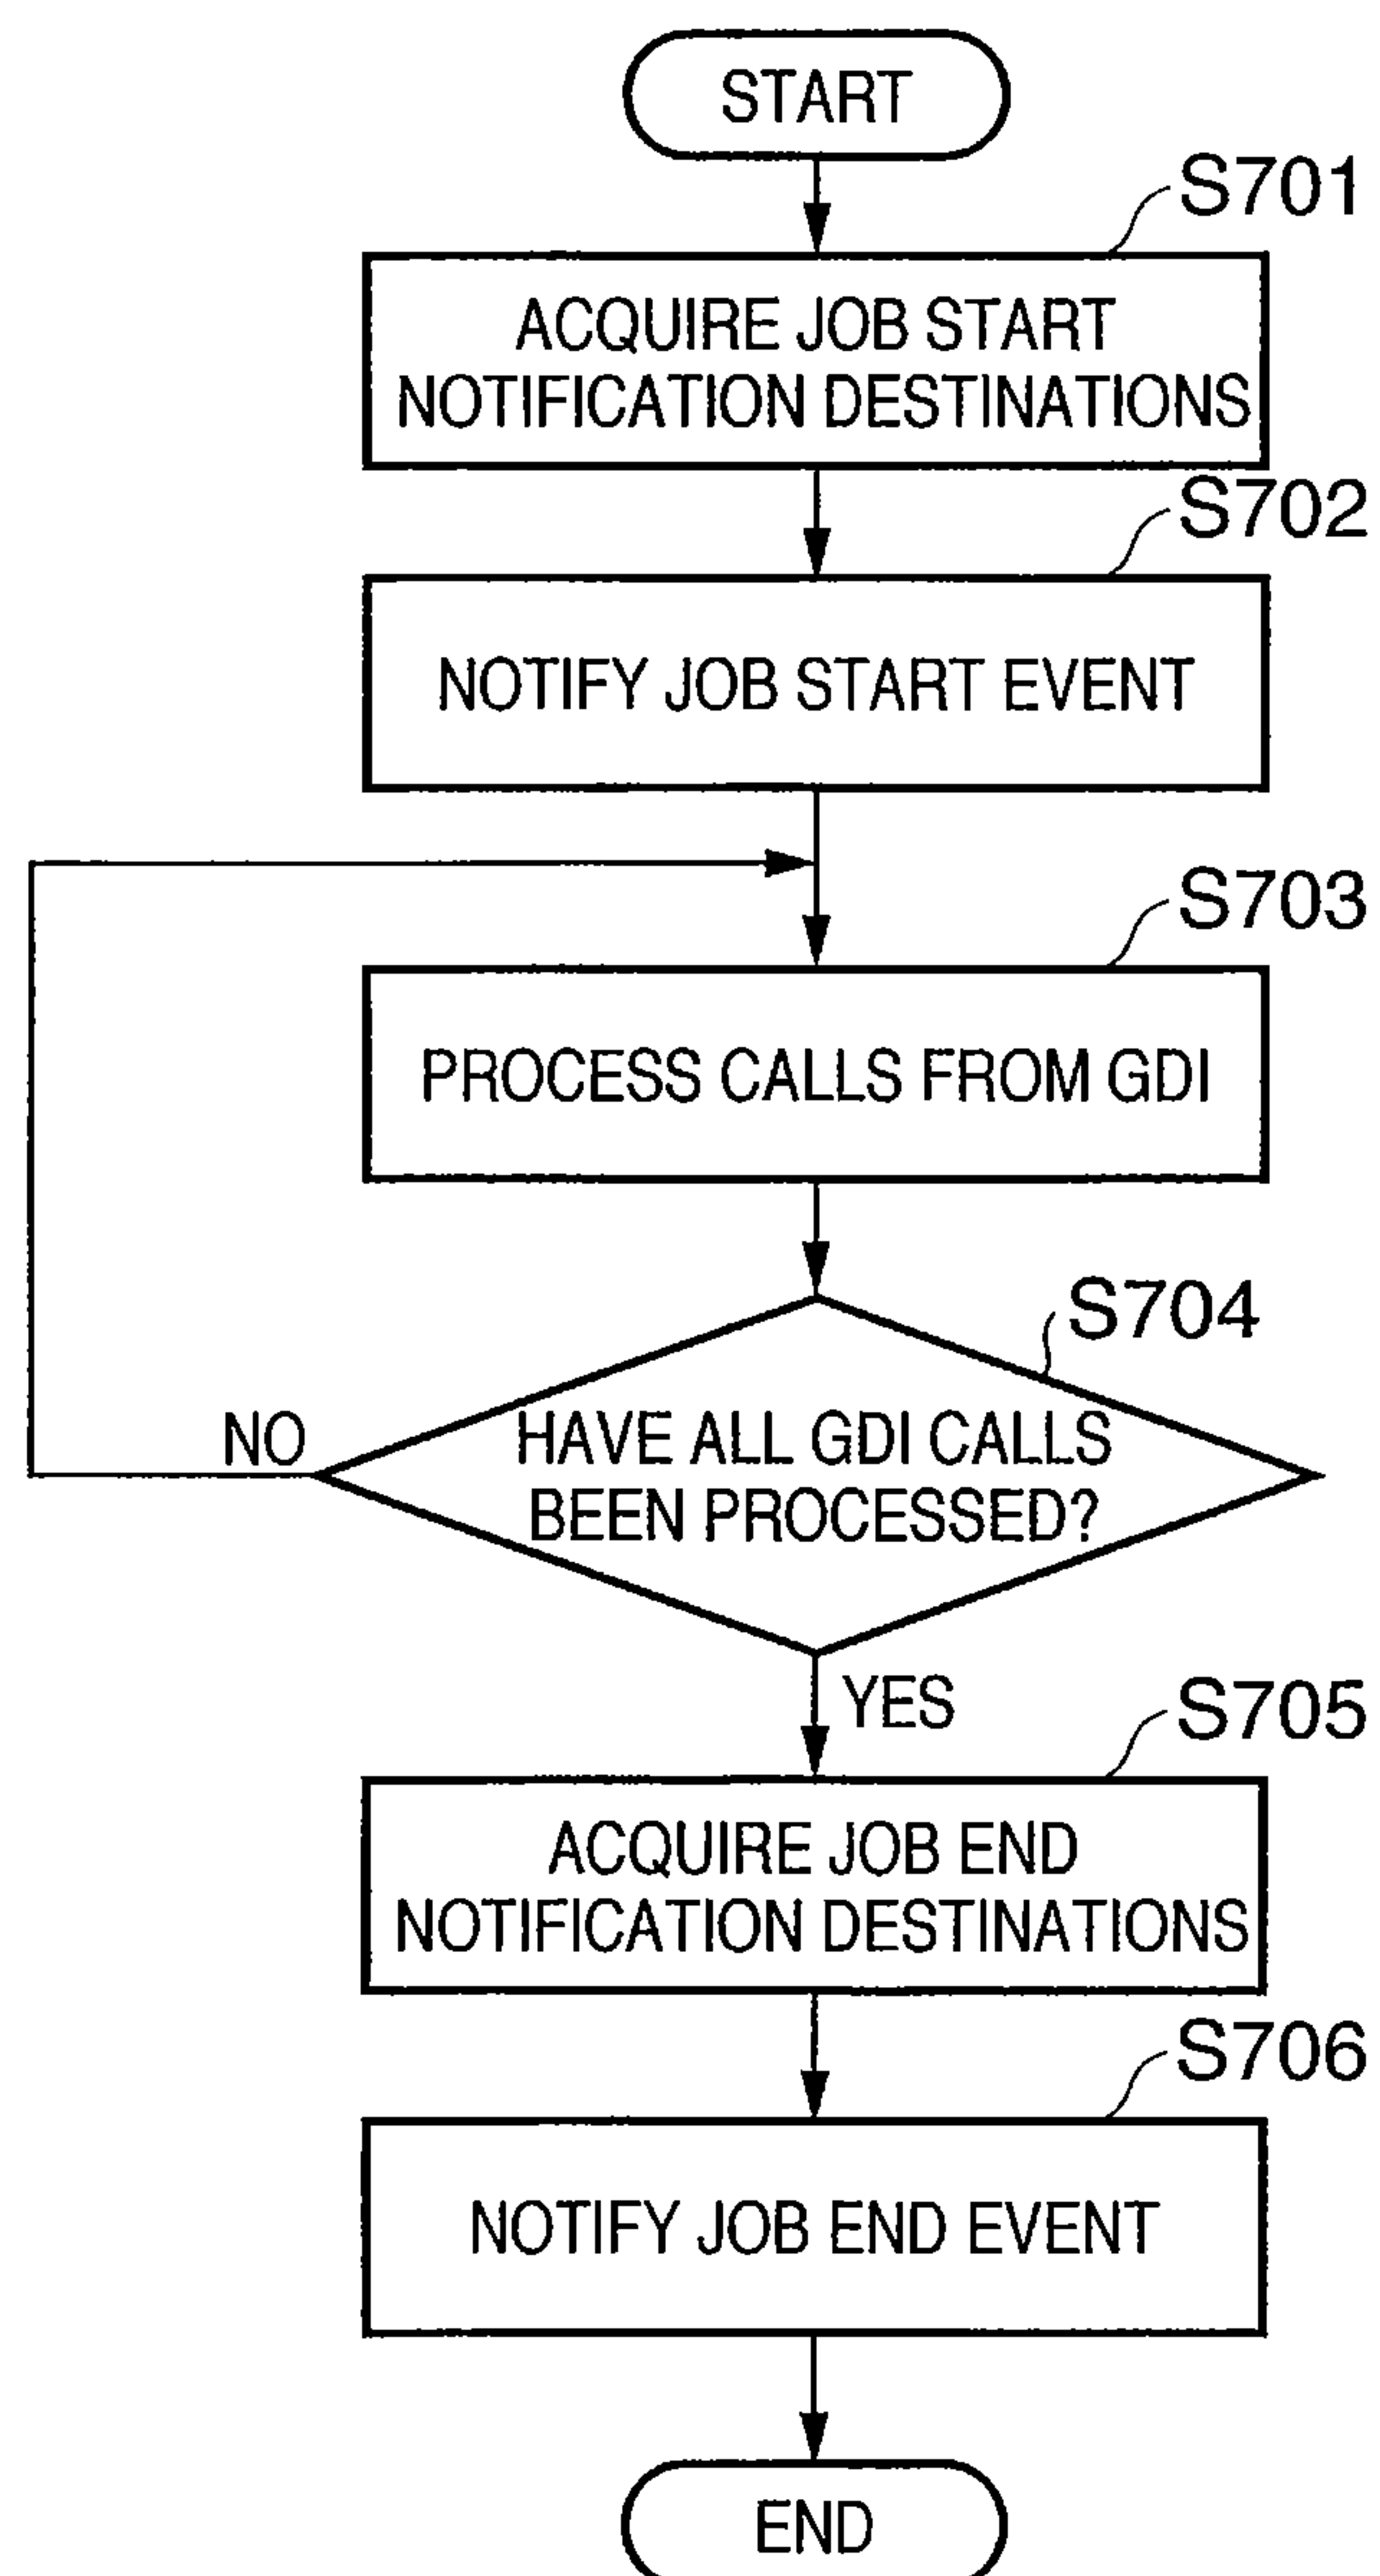 START
S701
ACQUIRE JOB START
NOTIFICATION DESTINATIONS
S702
NOTIFY JOB START EVENT
S703
PROCESS CALLS FROM GDI
S704
NO
HAVE ALL GDI CALLS
BEEN PROCESSED?
YES
S705
ACQUIRE JOB END
NOTIFICATION DESTINATIONS
S706
NOTIFY JOB END EVENT
END